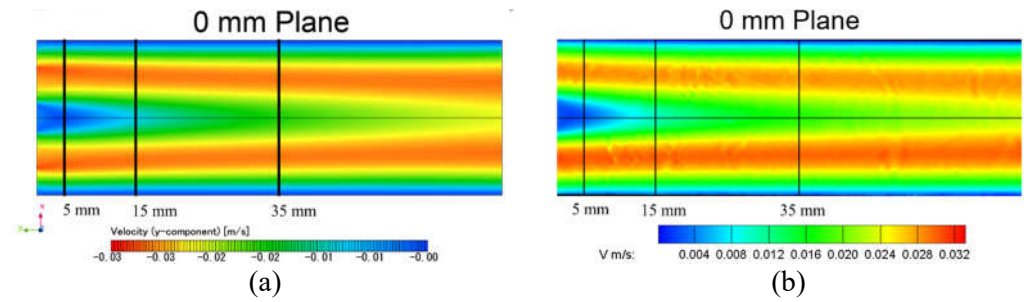 0 mm Plane
5 mm 15 mm 35 mm
Velocity (y-component) [m/s]
-0.03 -0.03 -0.02 -0.02 -0.01 -0.01 -0.00
(a)
0 mm Plane
5 mm 15 mm 35 mm
V m/s: 0.004 0.008 0.012 0.016 0.020 0.024 0.028 0.032
(b)